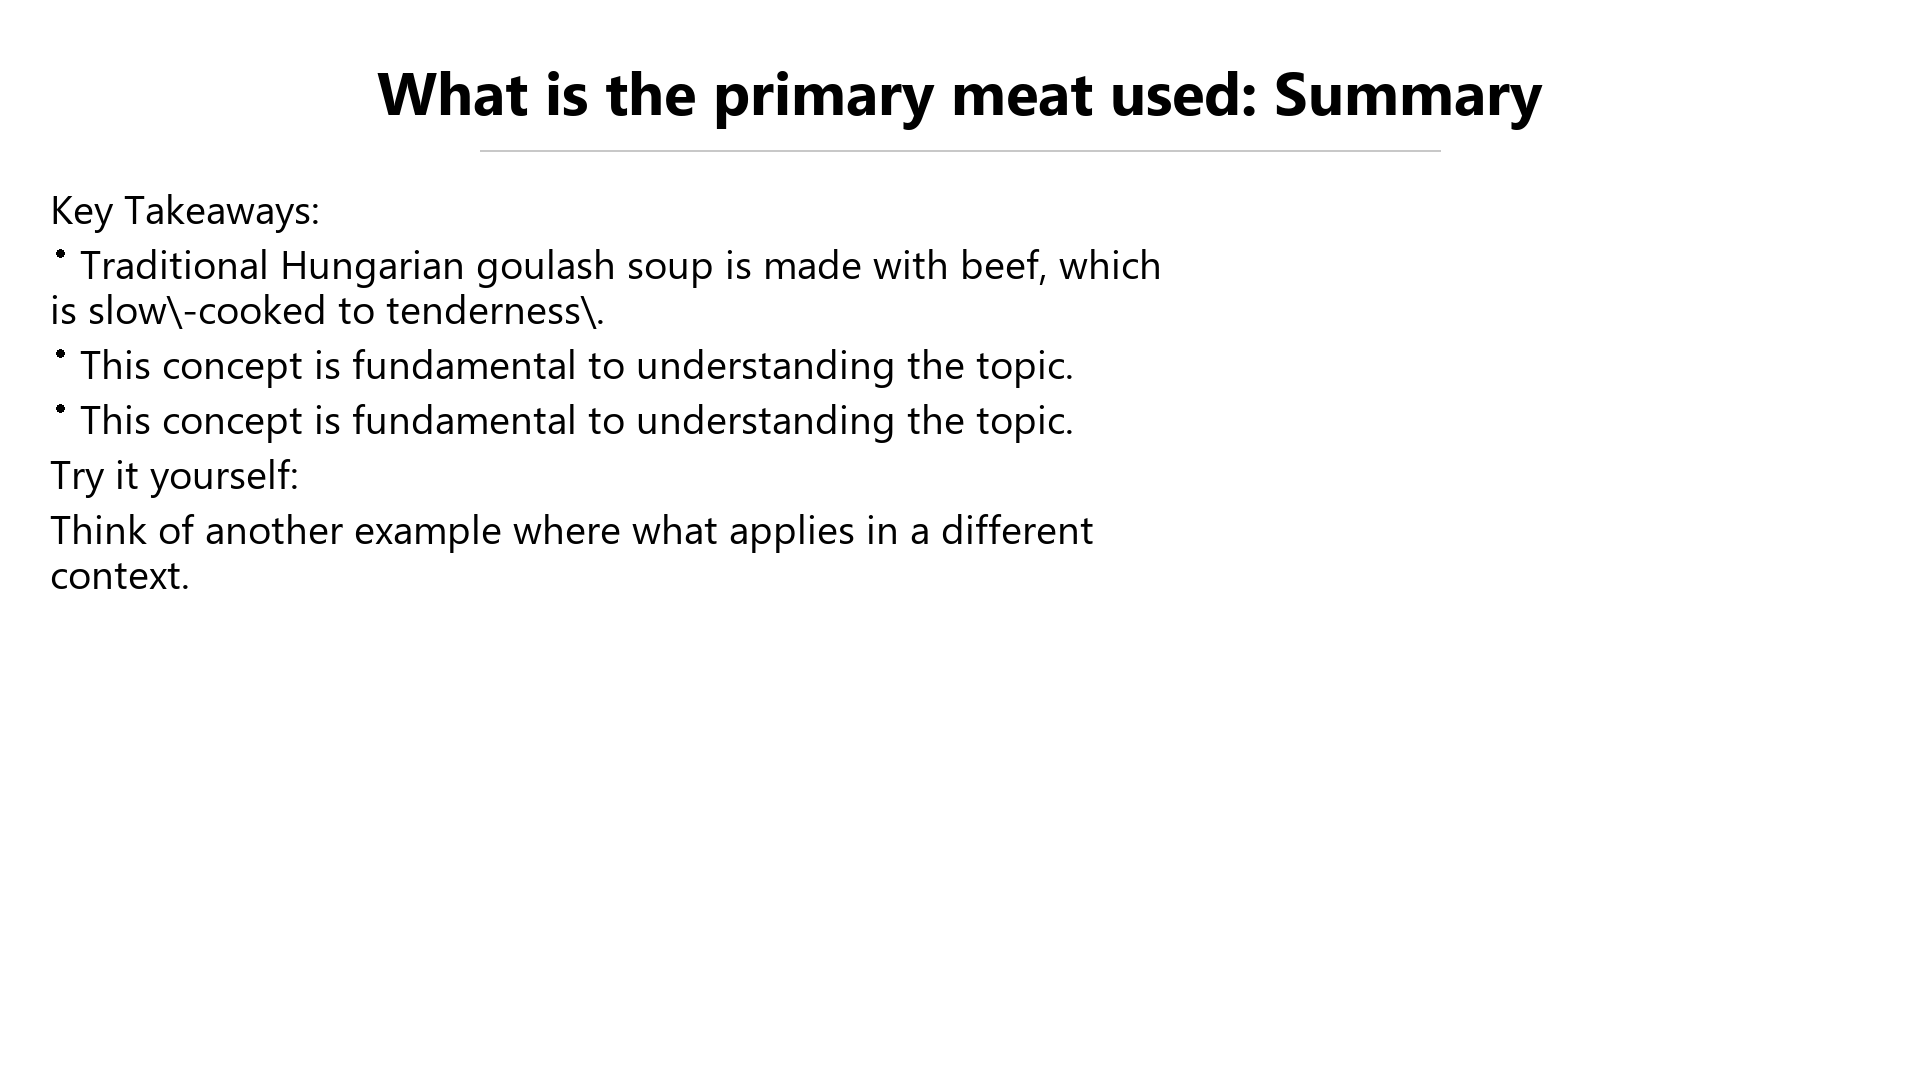 What is the primary meat used: Summary
Key Takeaways:
• Traditional Hungarian goulash soup is made with beef, which
is slow\-cooked to tenderness\.
• This concept is fundamental to understanding the topic.
• This concept is fundamental to understanding the topic.
Try it yourself:
Think of another example where what applies in a different
context.